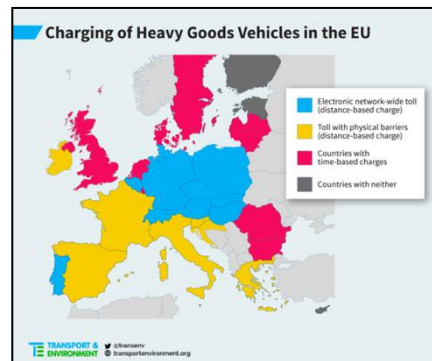 Charging of Heavy Goods Vehicles in the EU
Electronic network-wide toll
(distance-based charge)
Toll with physical barriers
(distance-based charge)
Countries with
time-based charges
Countries with neither
TRANSPORT &
ENVIRONMENT
@transenv
transportenvironment.org